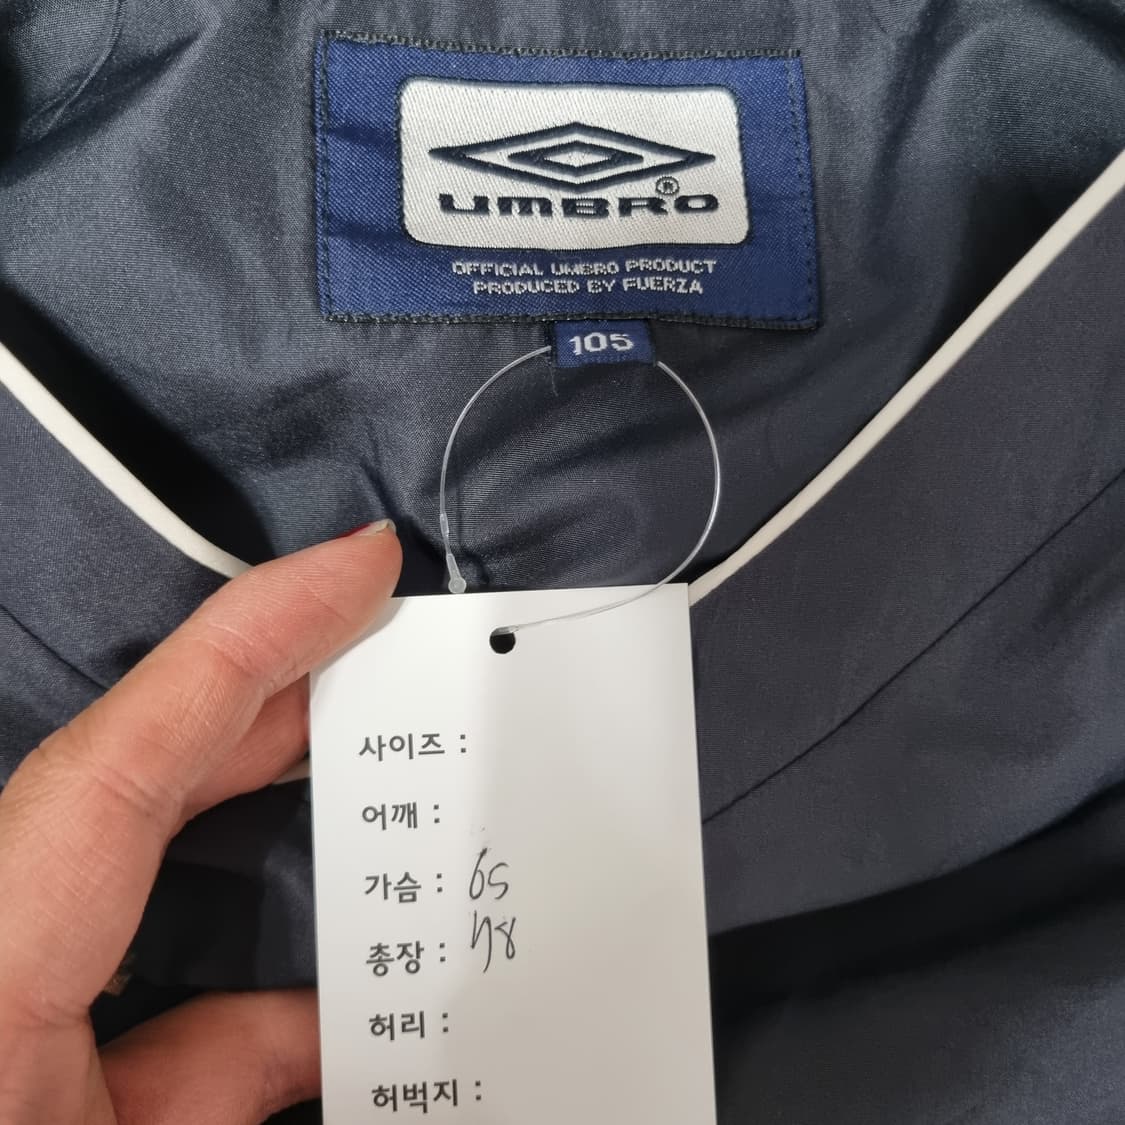 UMBRO®
OFFICIAL UMBRO PRODUCT
PRODUCED BY FUERZA
105
사이즈 :
어깨 :
가슴 : 65
총장 : 78
허리 :
허벅지 :